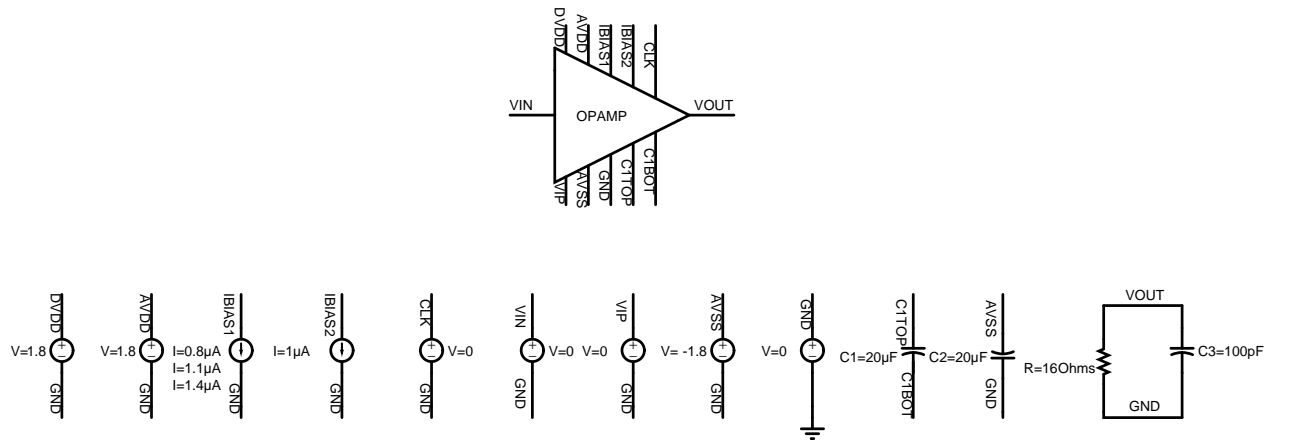 DVDD
AVDD
IBIAS1
IBIAS2
CLK
VIN
OPAMP
VOUT
VIP
AVSS
GND
C1TOP
C1BOT
DVDD
V=1.8
GND
AVDD
V=1.8
GND
IBIAS1
I=0.8µA
I=1.1µA
I=1.4µA
GND
IBIAS2
I=1µA
GND
CLK
V=0
GND
VIN
V=0
GND
VIP
V=0
GND
AVSS
V= -1.8
GND
GND
V=0
C1TOP
C1=20µF
C1BOT
AVSS
C2=20µF
GND
VOUT
R=16Ohms
C3=100pF
GND